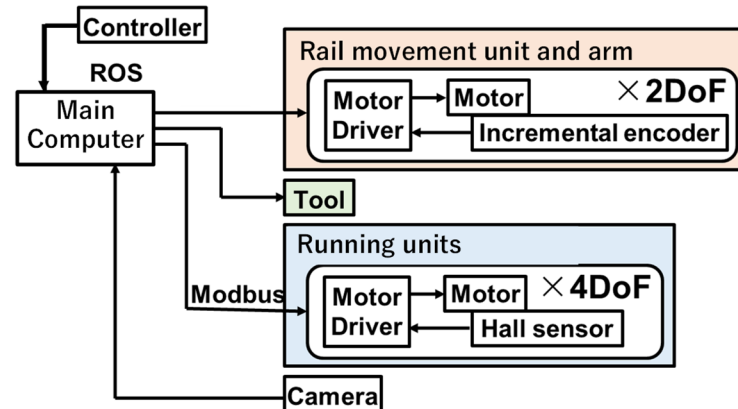 Controller
ROS
Main
Computer
Rail movement unit and arm
Motor
Driver
Motor
×2DoF
Incremental encoder
Tool
Running units
Modbus
Motor
Driver
Motor
×4DoF
Hall sensor
Camera